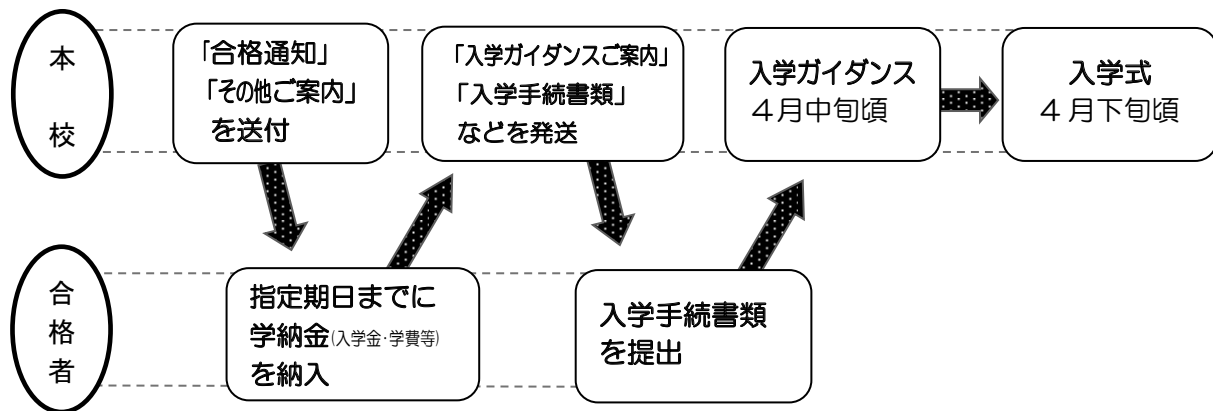 本校
「合格通知」
「その他ご案内」
を送付
「入学ガイダンスご案内」
「入学手続書類」
などを発送
入学ガイダンス
4月中旬頃
入学式
4月下旬頃
合格者
指定期日までに
学納金(入学金・学費等)
を納入
入学手続書類
を提出